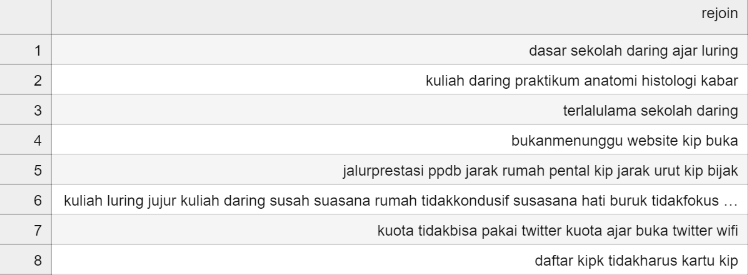 rejoin
1 dasar sekolah daring ajar luring
2 kuliah daring praktikum anatomi histologi kabar
3 terlalulama sekolah daring
4 bukanmenunggu website kip buka
5 jalurprestasi ppdb jarak rumah pental kip jarak urut kip bijak
6 kuliah luring jujur kuliah daring susah suasana rumah tidakkondusif susasana hati buruk tidakfokus …
7 kuota tidakbisa pakai twitter kuota ajar buka twitter wifi
8 daftar kipk tidakharus kartu kip